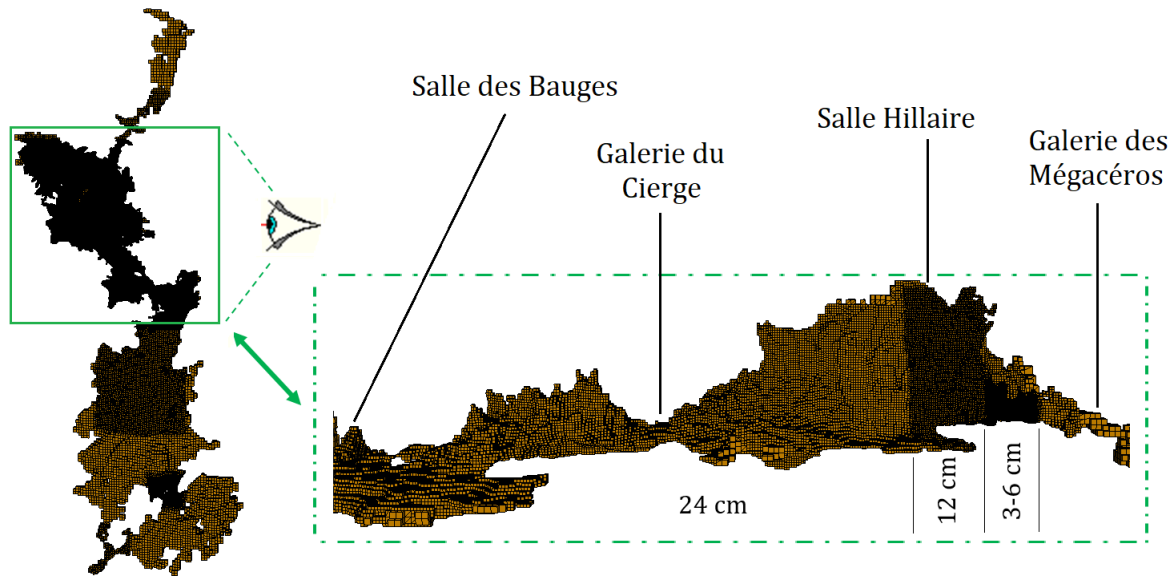 Salle des Bauges
Galerie du
Cierge
Salle Hillaire
Galerie des
Mégacéros
24 cm
12 cm
3-6 cm